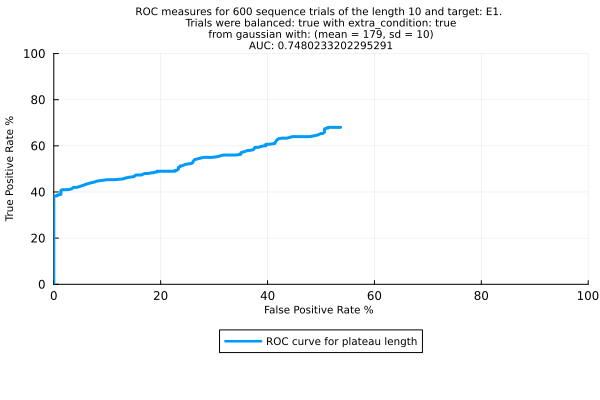 ROC measures for 600 sequence trials of the length 10 and target: E1.
Trials were balanced: true with extra_condition: true
from gaussian with: (mean = 179, sd = 10)
AUC: 0.7480233202295291
100
80
60
40
20
0
True Positive Rate %
0 20 40 60 80 100
False Positive Rate %
ROC curve for plateau length